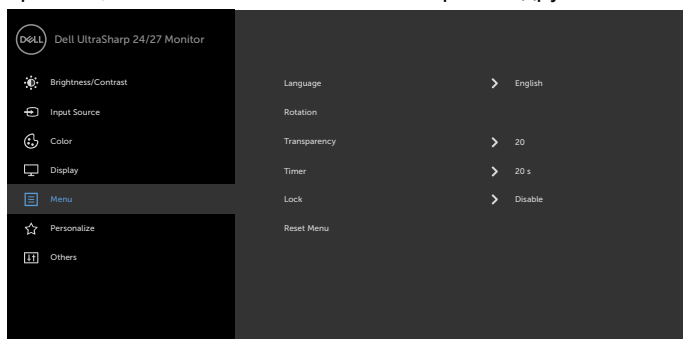 DELL
Dell UltraSharp 24/27 Monitor
Brightness/Contrast
Input Source
Color
Display
Menu
Personalize
Others
Language
English
Rotation
Transparency
20
Timer
20 s
Lock
Disable
Reset Menu